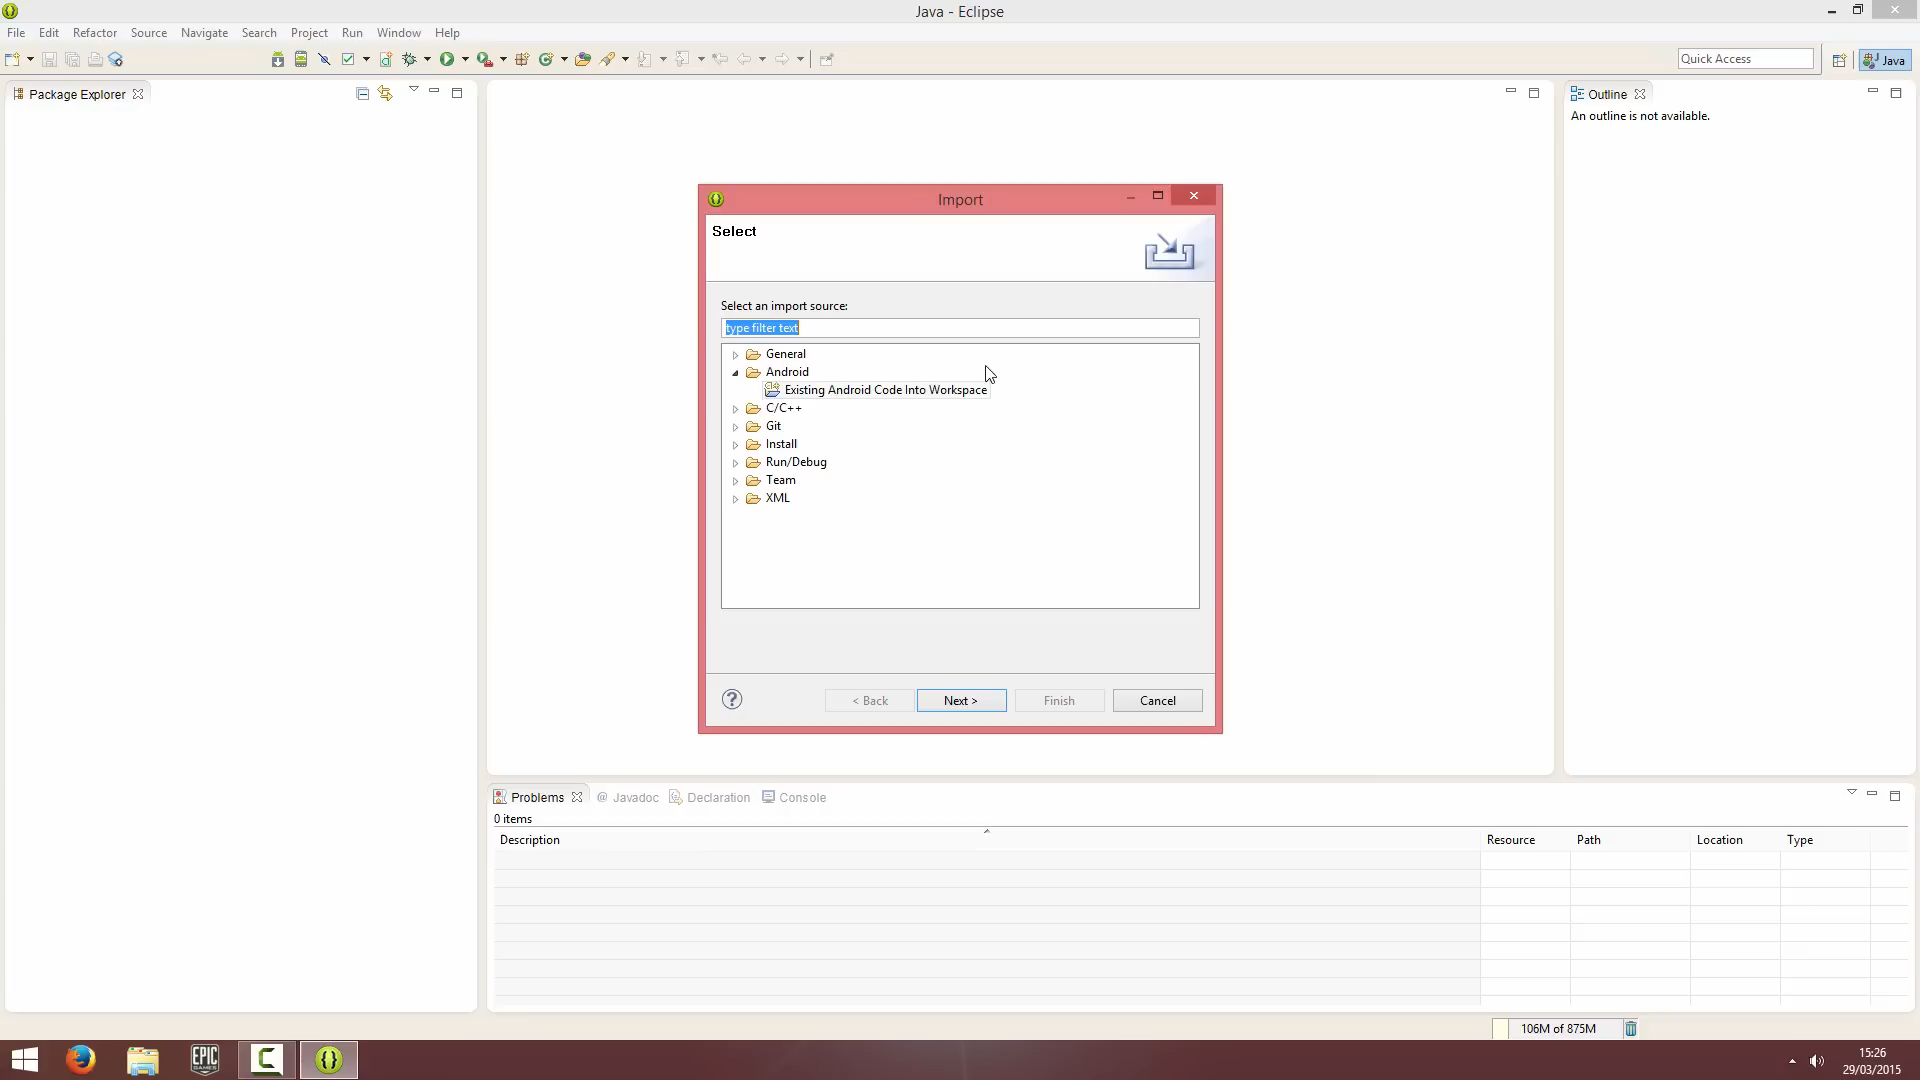 Java - Eclipse
File Edit Refactor Source Navigate Search Project Run Window Help
Quick Access
Java
Package Explorer
Outline
An outline is not available.
Import
Select
Select an import source:
type filter text
General
Android
Existing Android Code Into Workspace
C/C++
Git
Install
Run/Debug
Team
XML
< Back Next > Finish Cancel
Problems @ Javadoc Declaration Console
0 items
Description Resource Path Location Type
106M of 875M
EPIC GAMES
15:26
29/03/2015